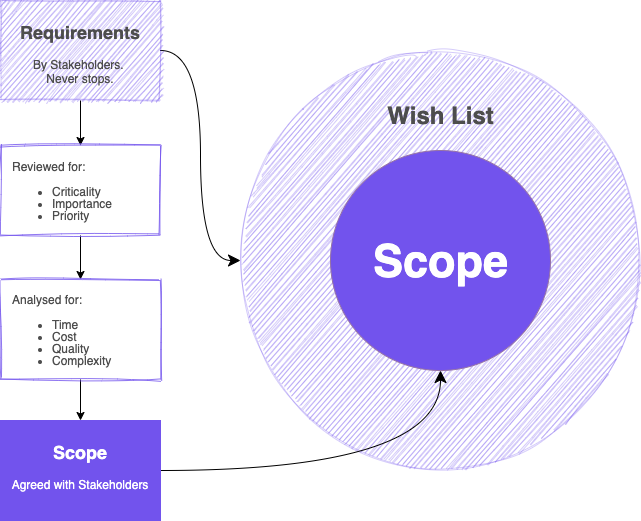 Requirements
By Stakeholders.
Never stops.
Reviewed for:
• Criticality
• Importance
• Priority
Analysed for:
• Time
• Cost
• Quality
• Complexity
Scope
Agreed with Stakeholders
Wish List
Scope